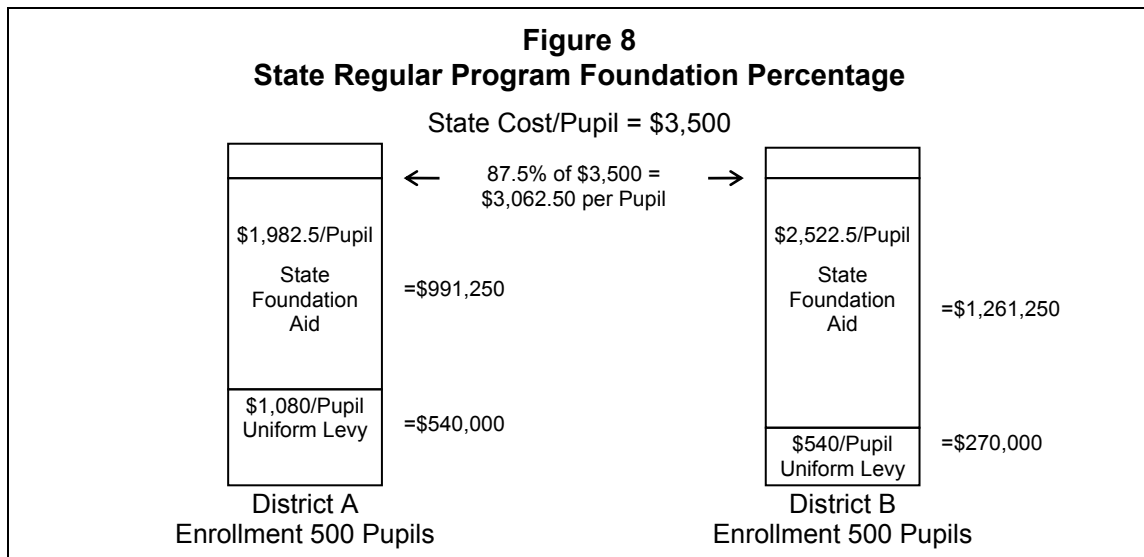 Figure 8
State Regular Program Foundation Percentage
State Cost/Pupil = $3,500
87.5% of $3,500 =
$3,062.50 per Pupil
$1,982.5/Pupil
State
Foundation
Aid
=$991,250
$1,080/Pupil
Uniform Levy
=$540,000
District A
Enrollment 500 Pupils
$2,522.5/Pupil
State
Foundation
Aid
=$1,261,250
$540/Pupil
Uniform Levy
=$270,000
District B
Enrollment 500 Pupils